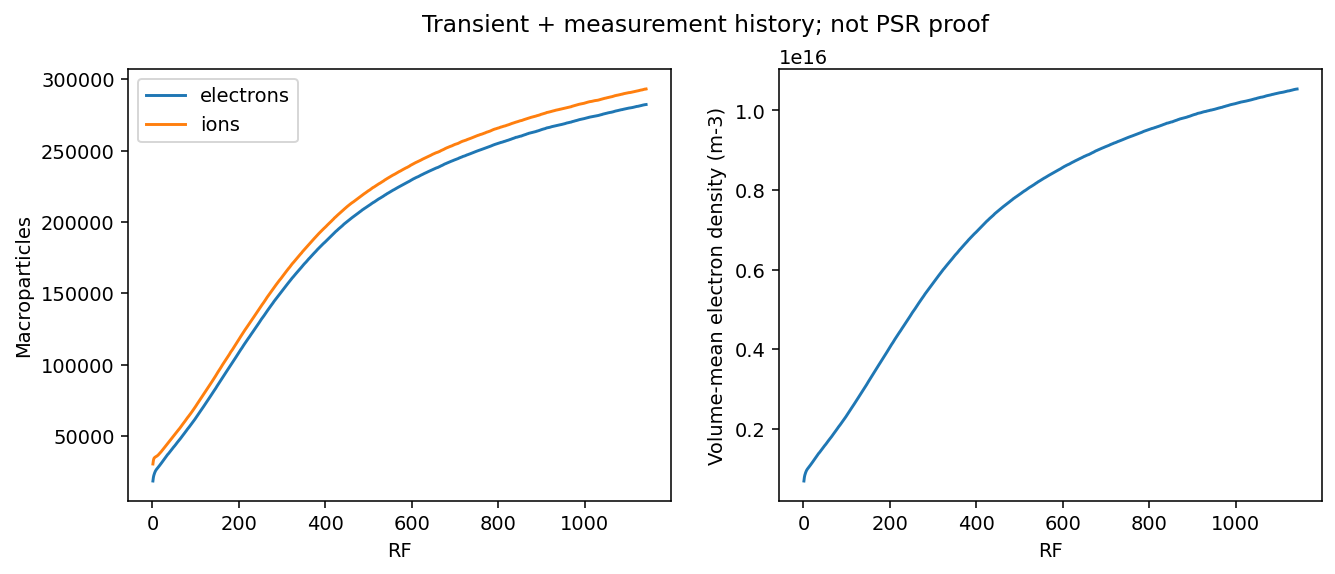 Transient + measurement history; not PSR proof
Macroparticles
300000
250000
200000
150000
100000
50000
electrons
ions
0 200 400 600 800 1000
RF
1e16
Volume-mean electron density (m-3)
1.0
0.8
0.6
0.4
0.2
0 200 400 600 800 1000
RF